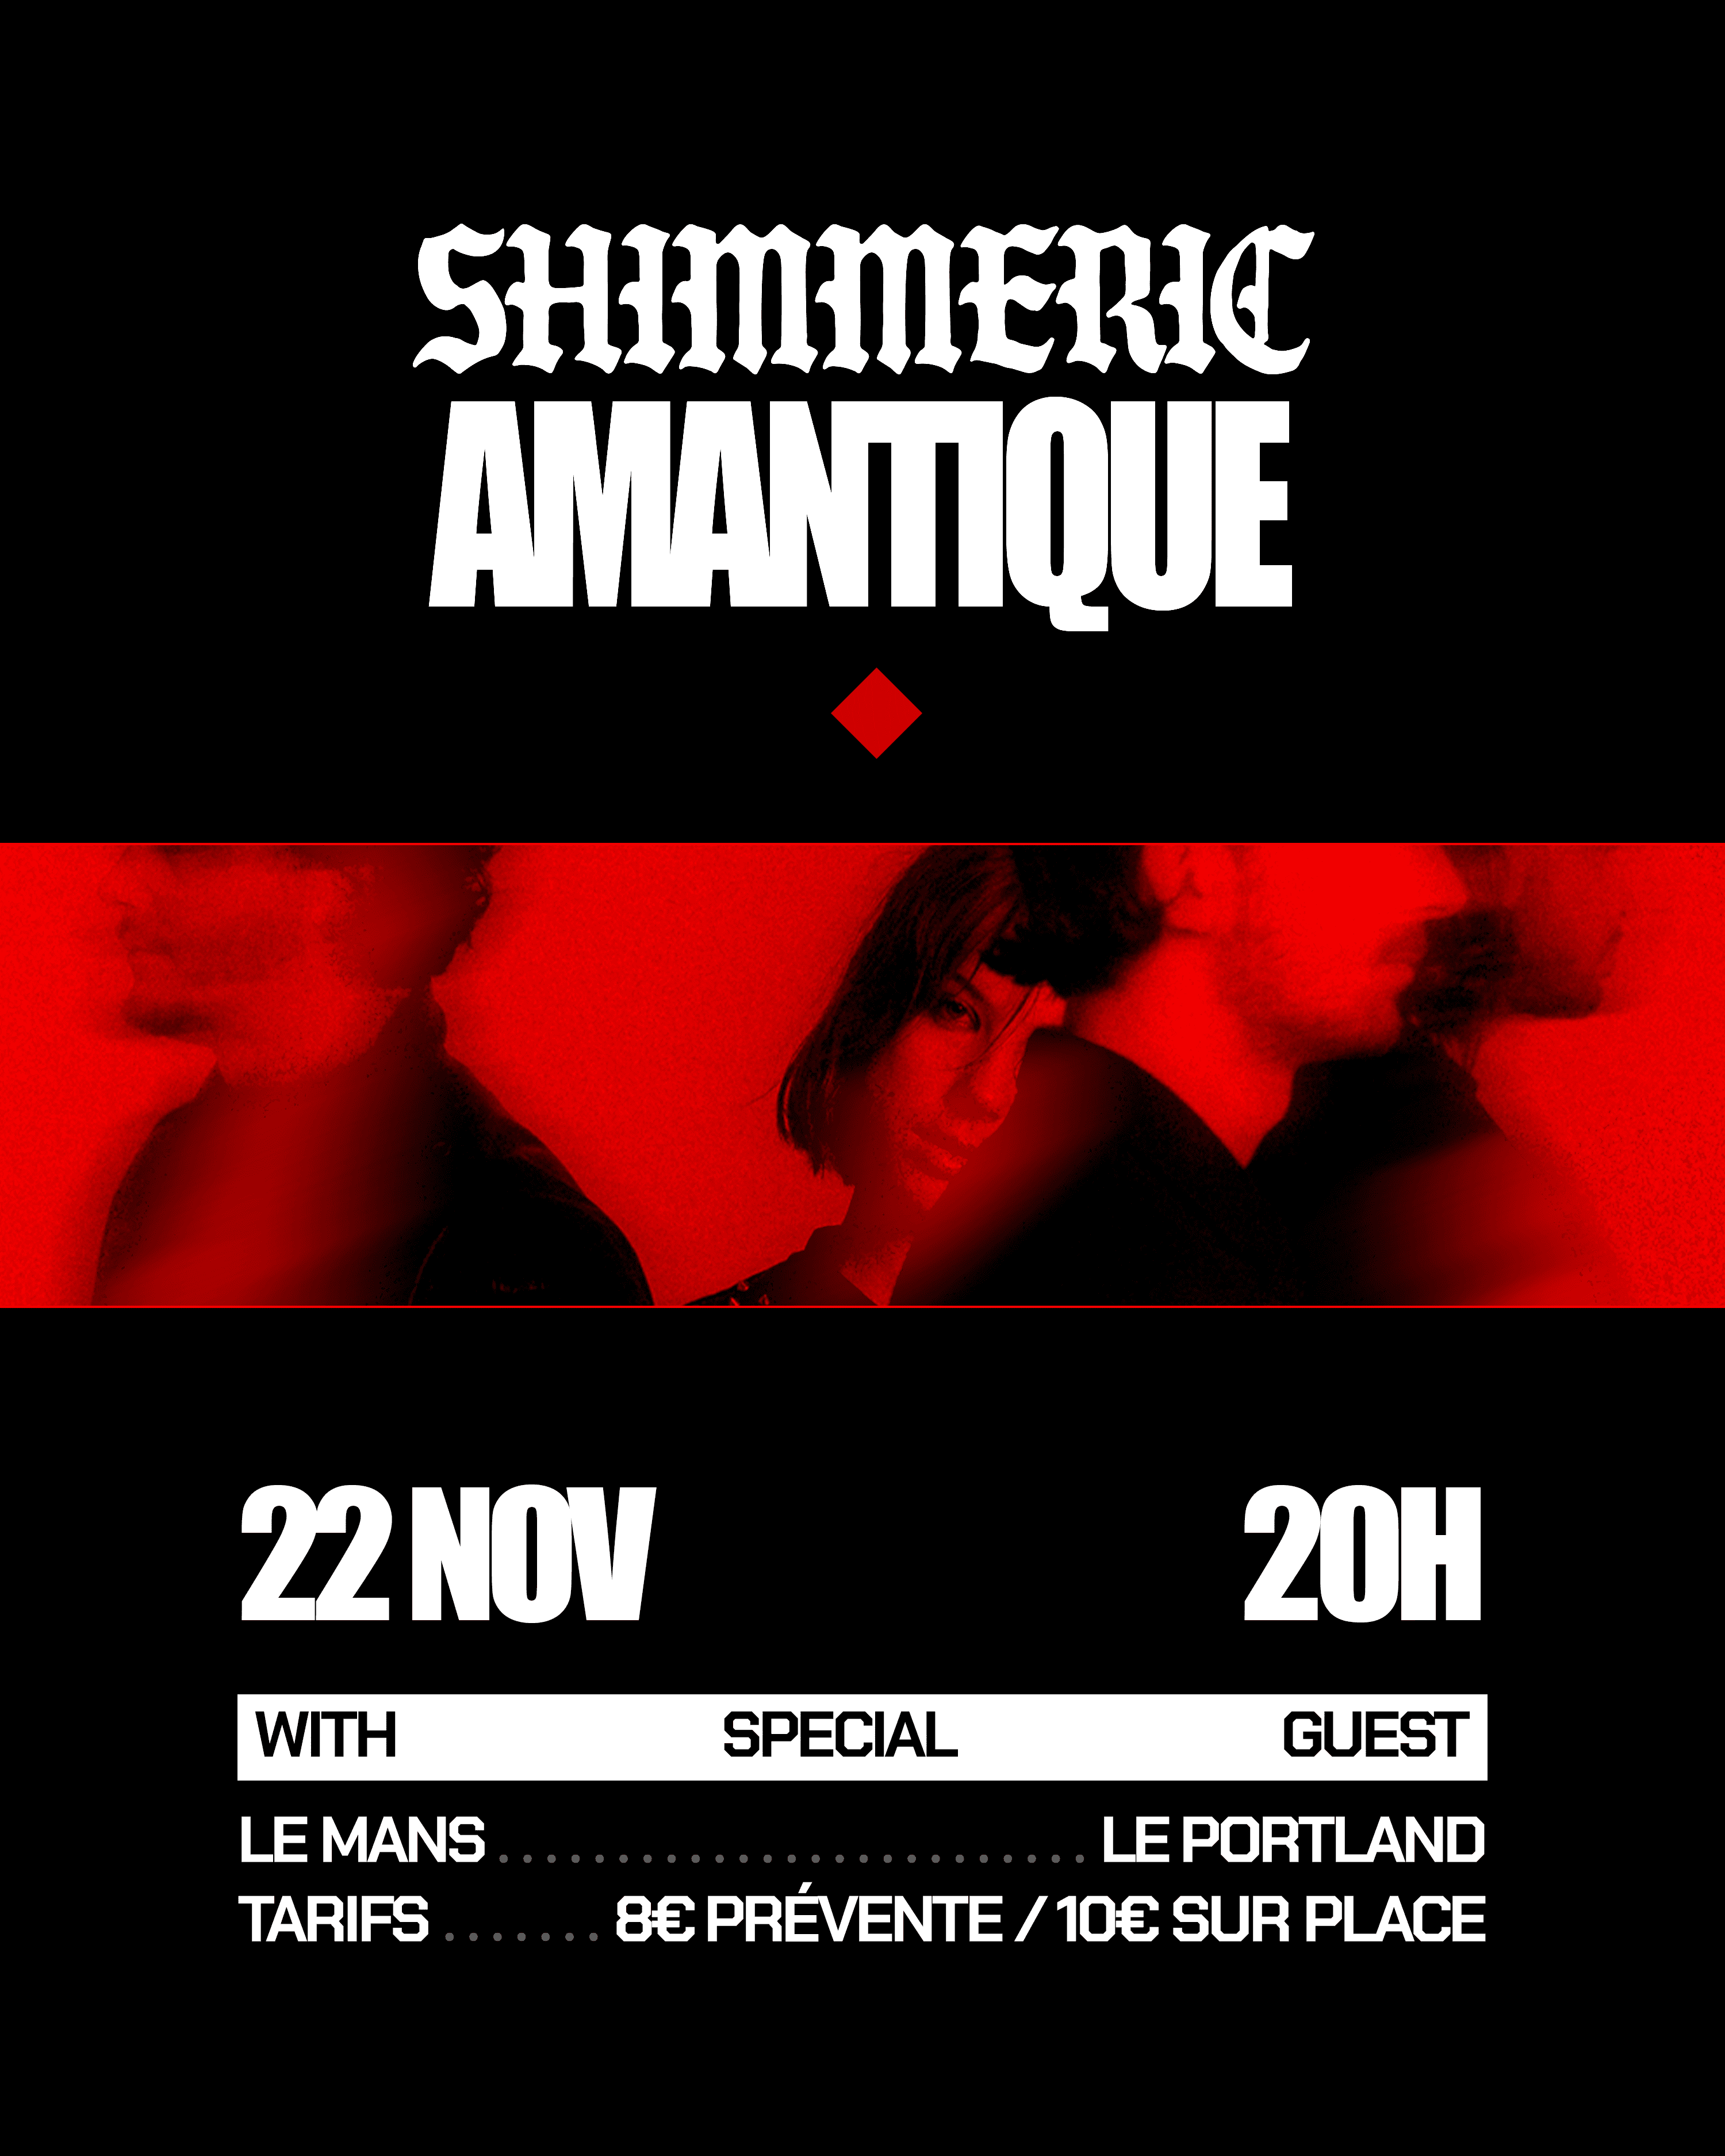 SHIMMERIC
AMANTIQUE
22 NOV 20H
WITH SPECIAL GUEST
LE MANS ......................... LE PORTLAND
TARIFS ....... 8€ PRÉVENTE / 10€ SUR PLACE